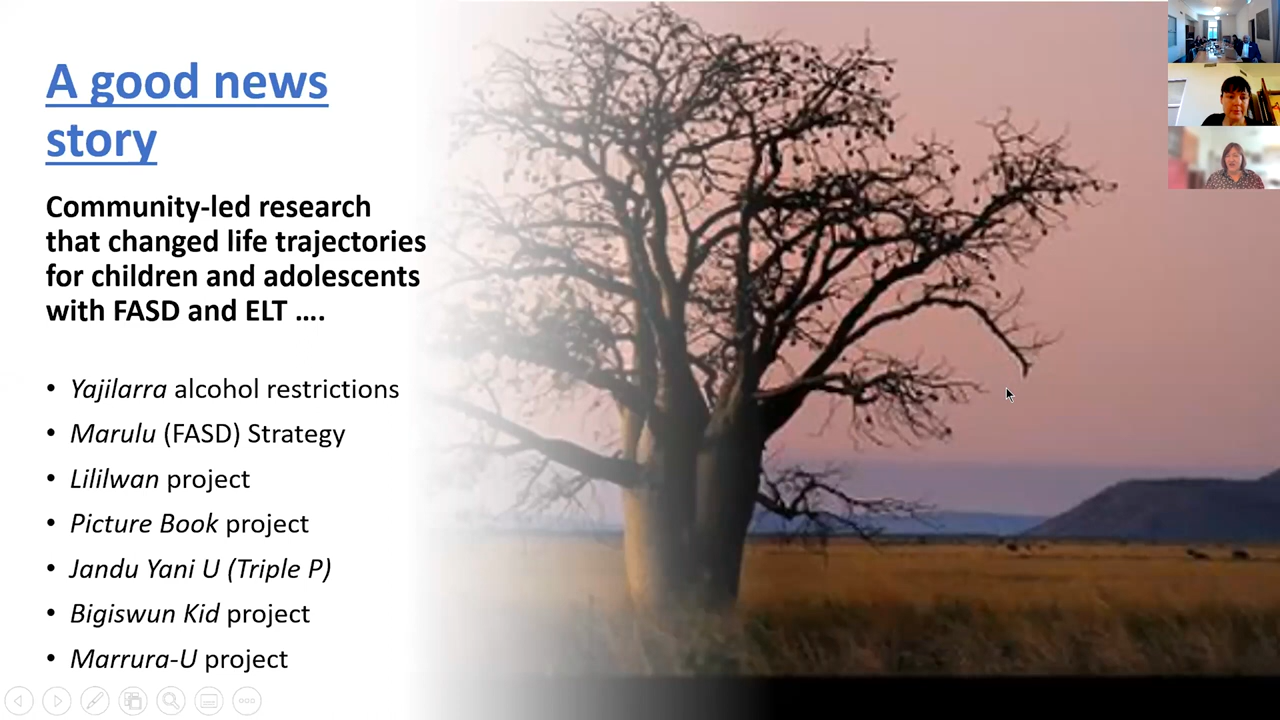 A good news
story
Community-led research
that changed life trajectories
for children and adolescents
with FASD and ELT ....
• Yajilarra alcohol restrictions
• Marulu (FASD) Strategy
• Lililwan project
• Picture Book project
• Jandu Yani U (Triple P)
• Bigiswun Kid project
• Marrura-U project